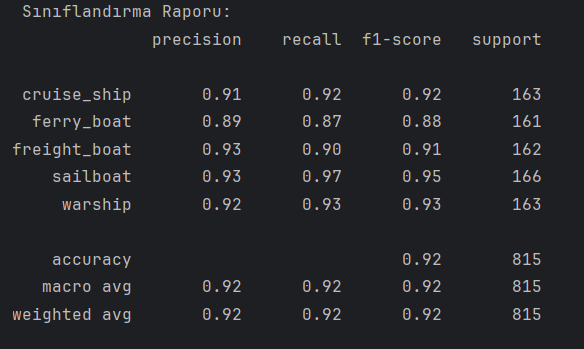 Sınıflandırma Raporu:
precision recall f1-score support
cruise_ship 0.91 0.92 0.92 163
ferry_boat 0.89 0.87 0.88 161
freight_boat 0.93 0.90 0.91 162
sailboat 0.93 0.97 0.95 166
warship 0.92 0.93 0.93 163
accuracy 0.92 815
macro avg 0.92 0.92 0.92 815
weighted avg 0.92 0.92 0.92 815